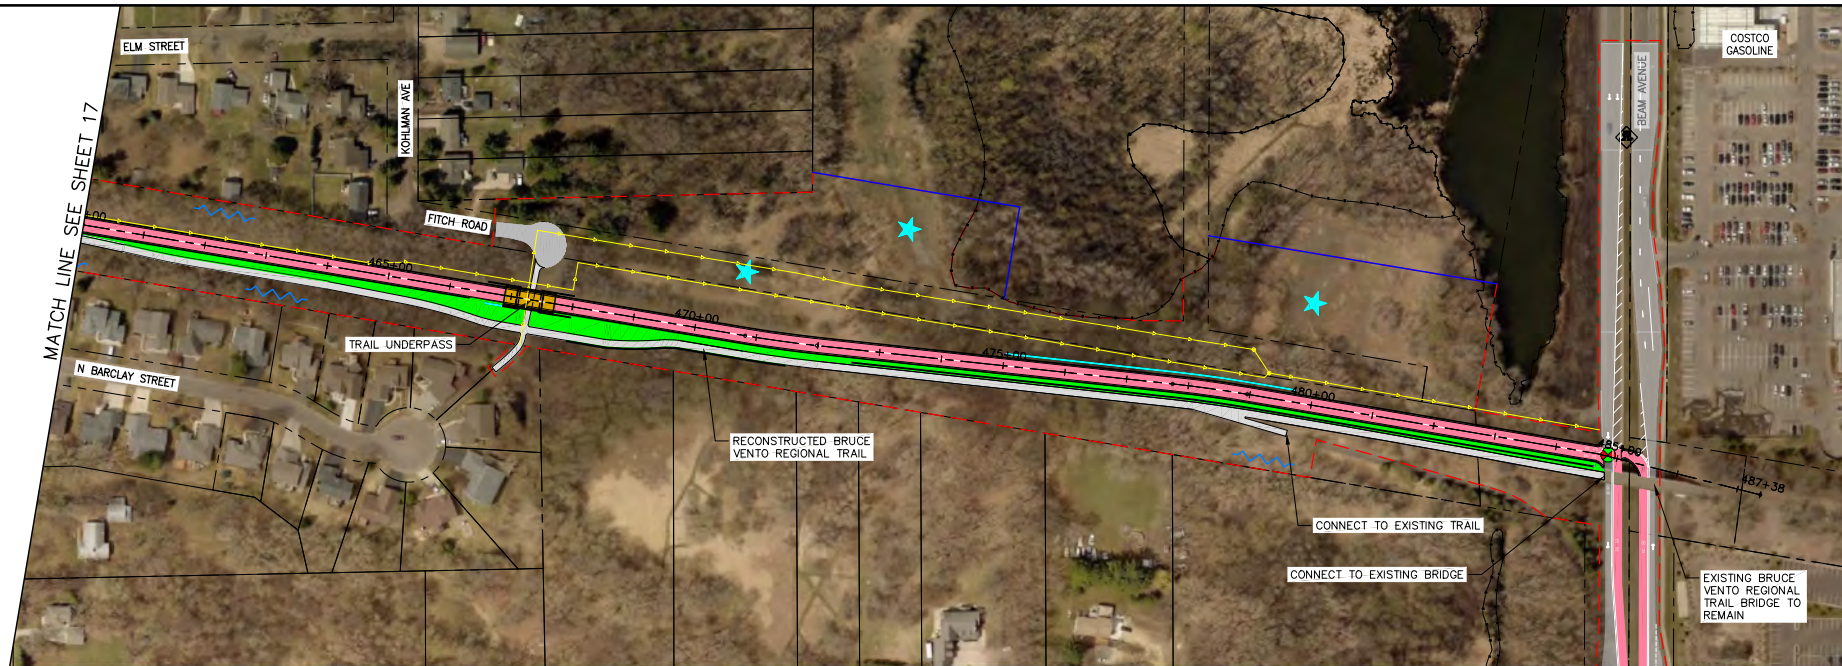 ELM STREET
KOHLMAN AVE
COSTCO
GASOLINE
BEAM AVENUE
MATCH LINE SEE SHEET 17
FITCH ROAD
+00
465+00
470+00
475+00
480+00
485+00
487+38
TRAIL UNDERPASS
N BARCLAY STREET
RECONSTRUCTED BRUCE
VENTO REGIONAL TRAIL
CONNECT TO EXISTING TRAIL
CONNECT TO EXISTING BRIDGE
EXISTING BRUCE
VENTO REGIONAL
TRAIL BRIDGE TO
REMAIN